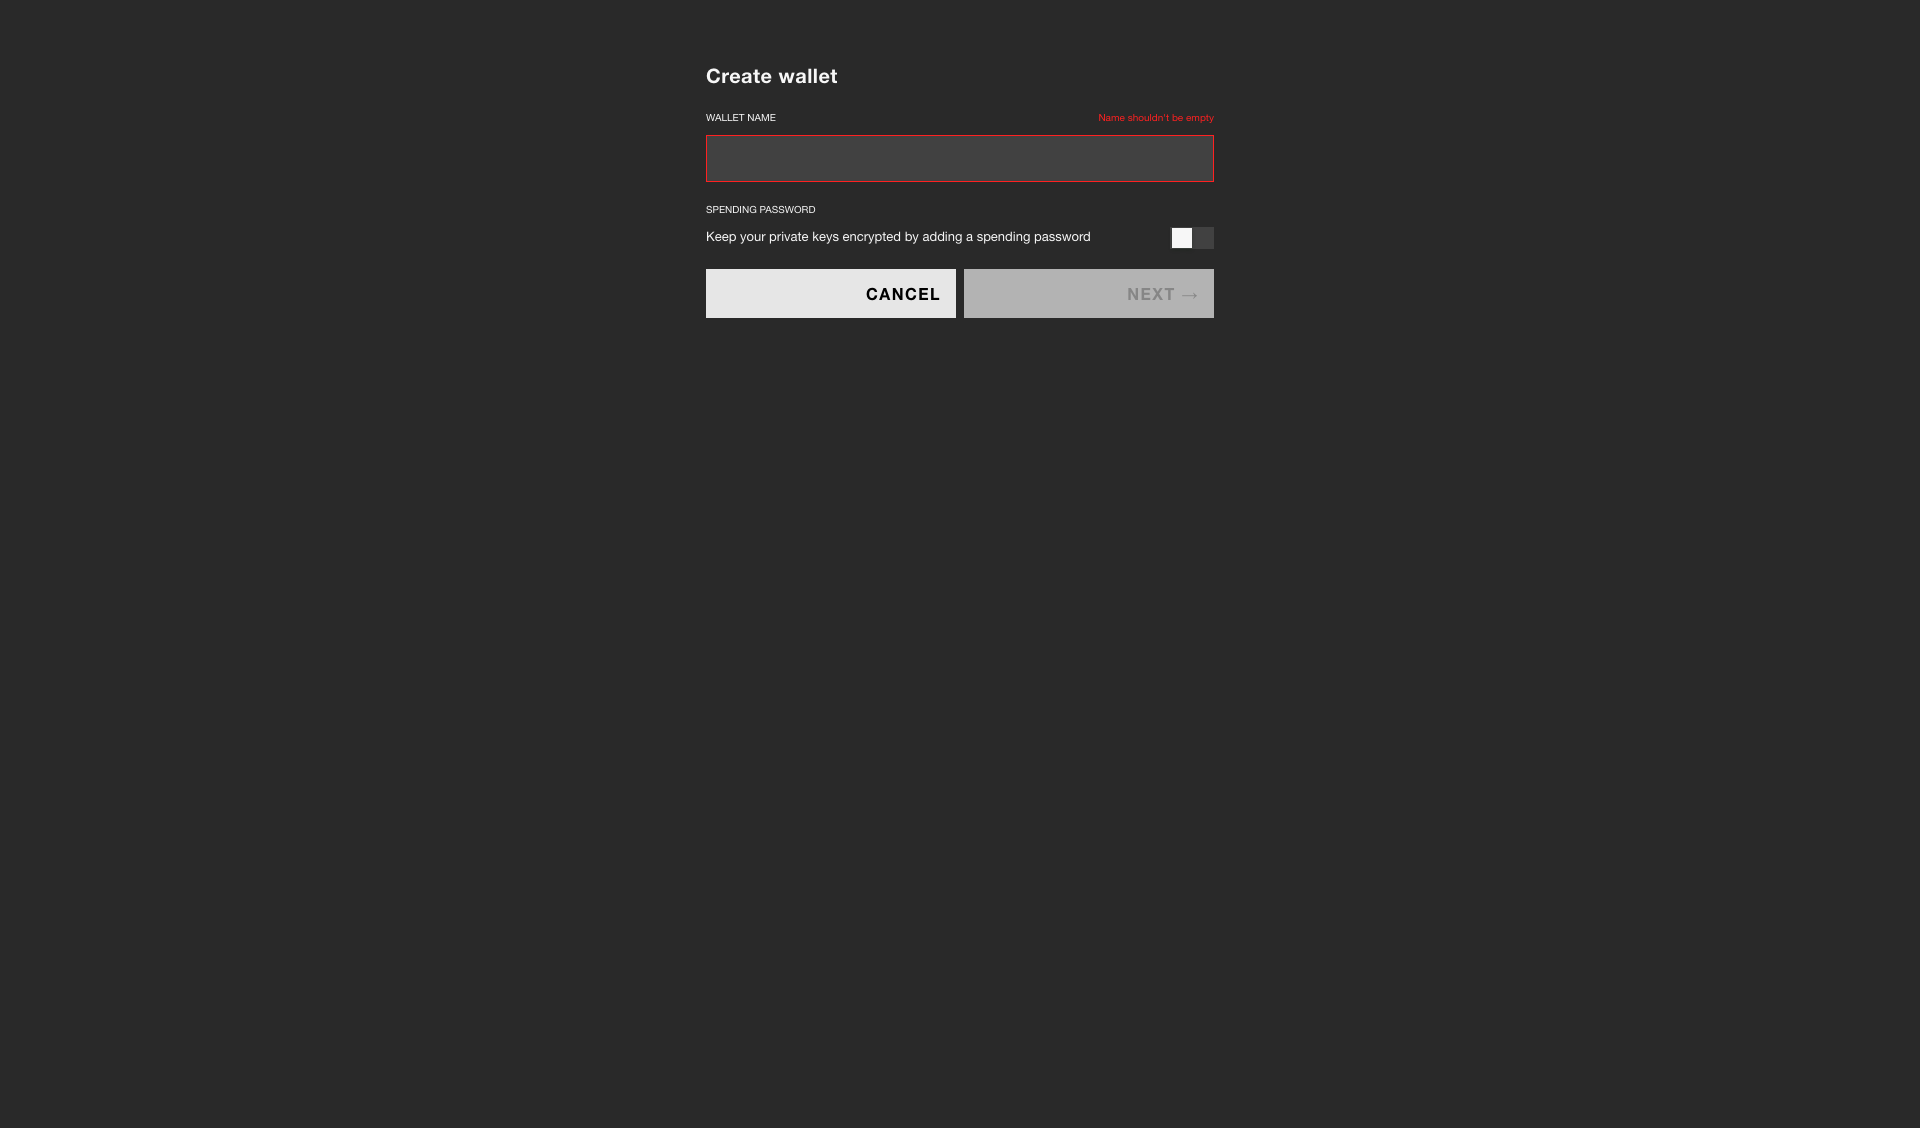 Create wallet
WALLET NAME
Name shouldn't be empty
SPENDING PASSWORD
Keep your private keys encrypted by adding a spending password
CANCEL
NEXT →